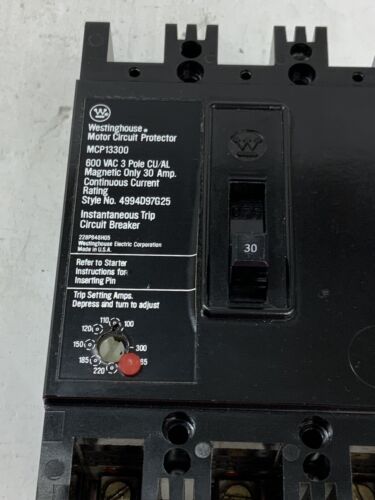 Westinghouse®
Motor Circuit Protector
MCP13300
600 VAC 3 Pole CU/AL
Magnetic Only 30 Amp.
Continuous Current
Rating
Style No. 4994D97G25
Instantaneous Trip
Circuit Breaker
Westinghouse Electric Corporation
Made in U.S.A.
Refer to Starter
Instructions for
Inserting Pin
Trip Setting Amps.
Depress and turn to adjust
110
120 100
150 300
185
220
W
W
30